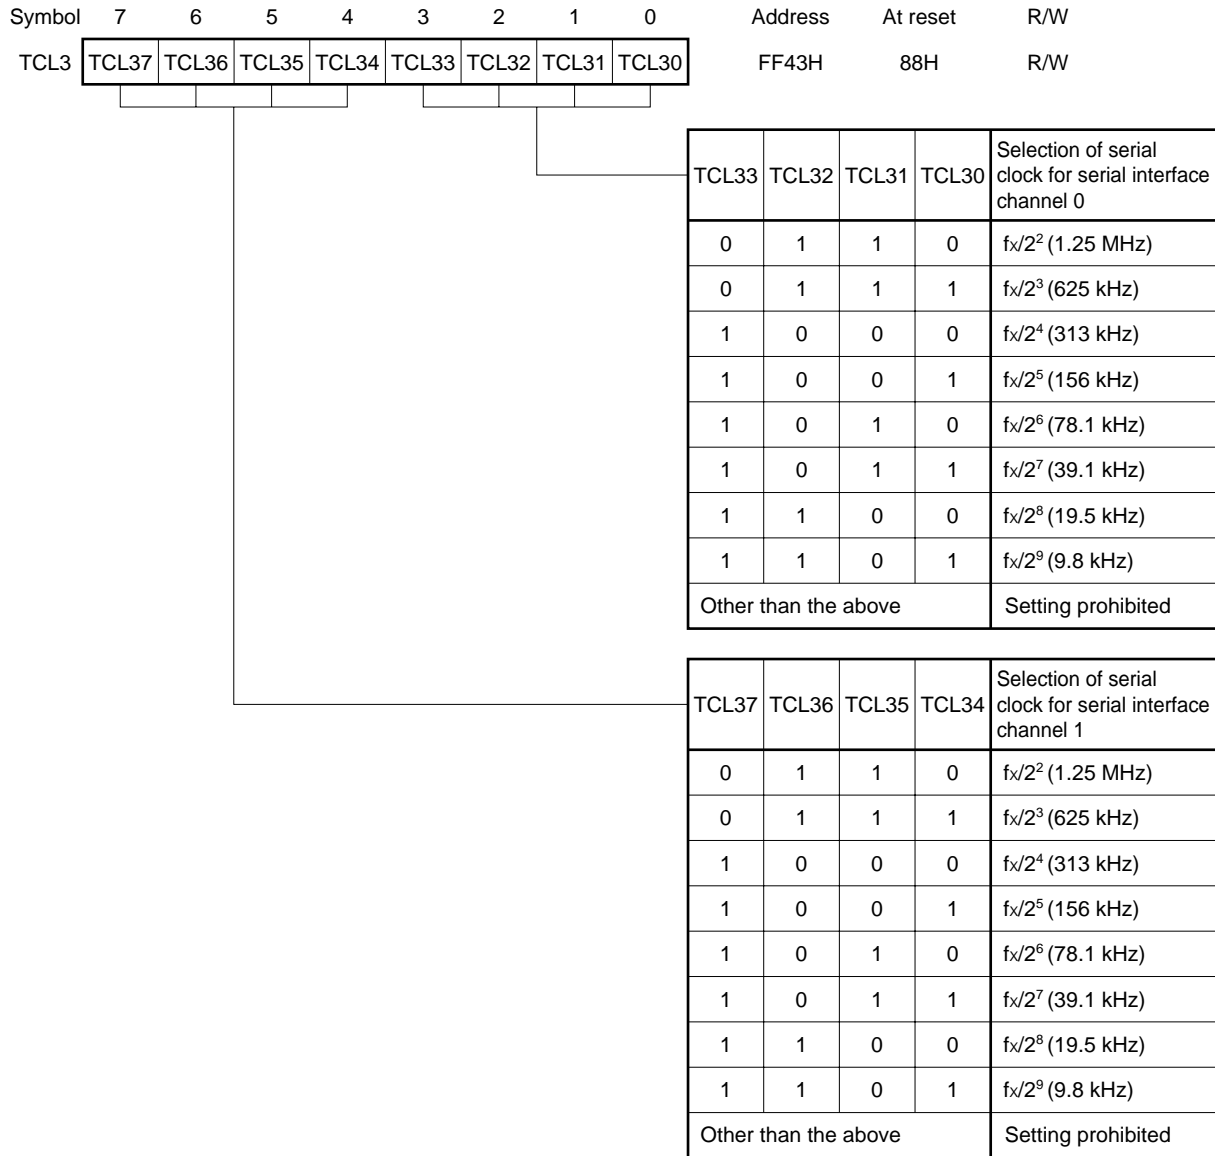 Symbol 7 6 5 4 3 2 1 0 Address At reset R/W
TCL3 TCL37 TCL36 TCL35 TCL34 TCL33 TCL32 TCL31 TCL30 FF43H 88H R/W
TCL33 TCL32 TCL31 TCL30 Selection of serial
clock for serial interface
channel 0
0 1 1 0 fx/2² (1.25 MHz)
0 1 1 1 fx/2³ (625 kHz)
1 0 0 0 fx/2⁴ (313 kHz)
1 0 0 1 fx/2⁵ (156 kHz)
1 0 1 0 fx/2⁶ (78.1 kHz)
1 0 1 1 fx/2⁷ (39.1 kHz)
1 1 0 0 fx/2⁸ (19.5 kHz)
1 1 0 1 fx/2⁹ (9.8 kHz)
Other than the above Setting prohibited
TCL37 TCL36 TCL35 TCL34 Selection of serial
clock for serial interface
channel 1
0 1 1 0 fx/2² (1.25 MHz)
0 1 1 1 fx/2³ (625 kHz)
1 0 0 0 fx/2⁴ (313 kHz)
1 0 0 1 fx/2⁵ (156 kHz)
1 0 1 0 fx/2⁶ (78.1 kHz)
1 0 1 1 fx/2⁷ (39.1 kHz)
1 1 0 0 fx/2⁸ (19.5 kHz)
1 1 0 1 fx/2⁹ (9.8 kHz)
Other than the above Setting prohibited